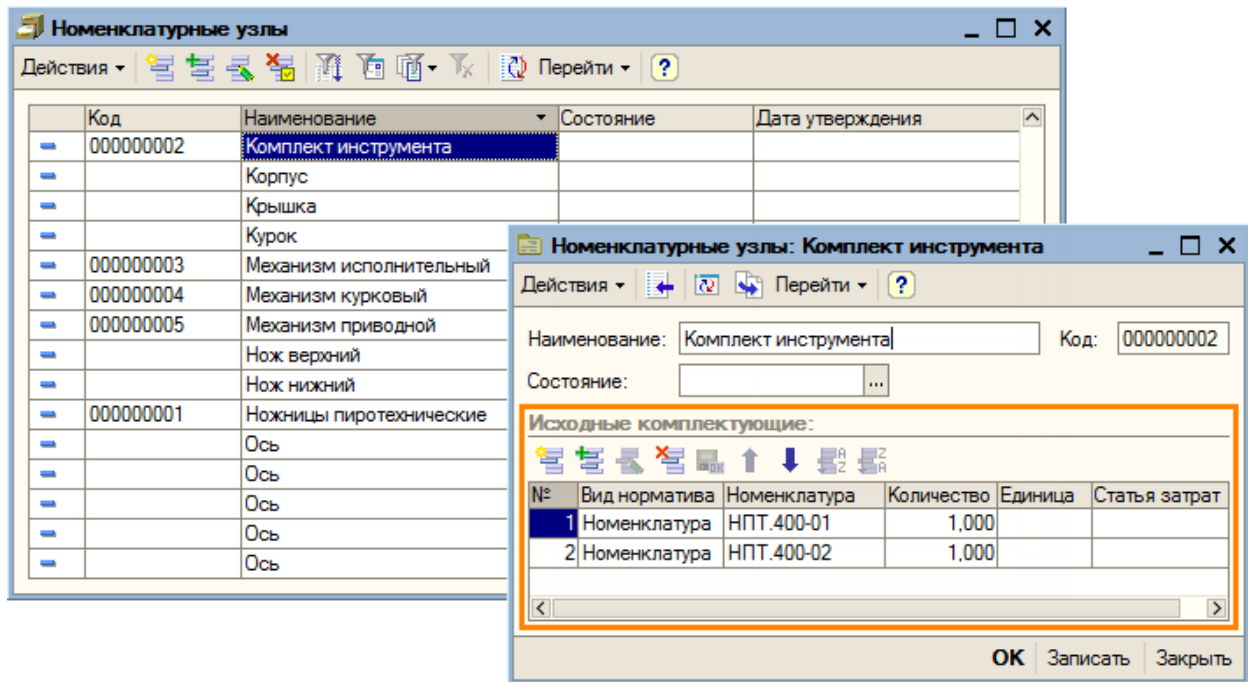 Номенклатурные узлы
Действия Перейти ?
Код Наименование Состояние Дата утверждения
000000002 Комплект инструмента
Корпус
Крышка
Курок
000000003 Механизм исполнительный
000000004 Механизм курковый
000000005 Механизм приводной
Нож верхний
Нож нижний
000000001 Ножницы пиротехнические
Ось
Ось
Ось
Ось
Ось
Номенклатурные узлы: Комплект инструмента
Действия Перейти ?
Наименование: Комплект инструмента Код: 000000002
Состояние: ...
Исходные комплектующие:
№ Вид норматива Номенклатура Количество Единица Статья затрат
1 Номенклатура НПТ.400-01 1,000
2 Номенклатура НПТ.400-02 1,000
OK Записать Закрыть